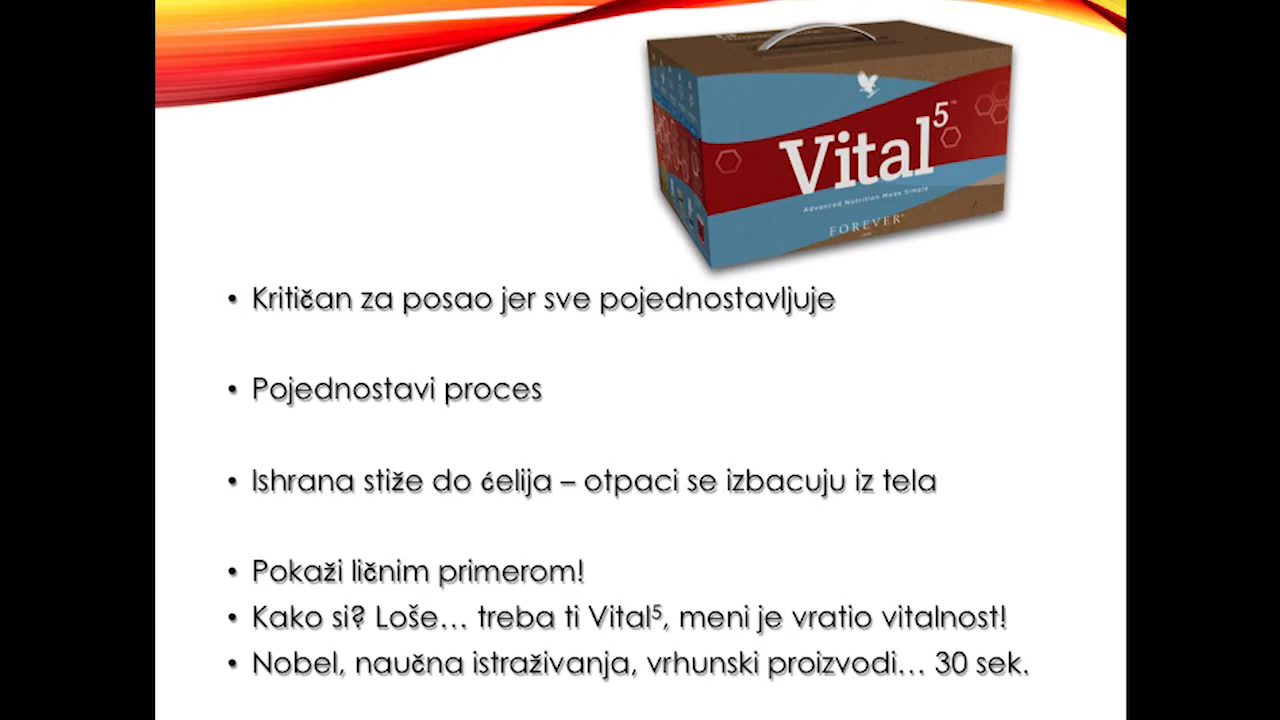 Vital5™
Advanced Nutrition Made Simple
FOREVER
• Kritičan za posao jer sve pojednostavljuje
• Pojednostavi proces
• Ishrana stiže do ćelija – otpaci se izbacuju iz tela
• Pokaži ličnim primerom!
• Kako si? Loše... treba ti Vital⁵, meni je vratio vitalnost!
• Nobel, naučna istraživanja, vrhunski proizvodi... 30 sek.